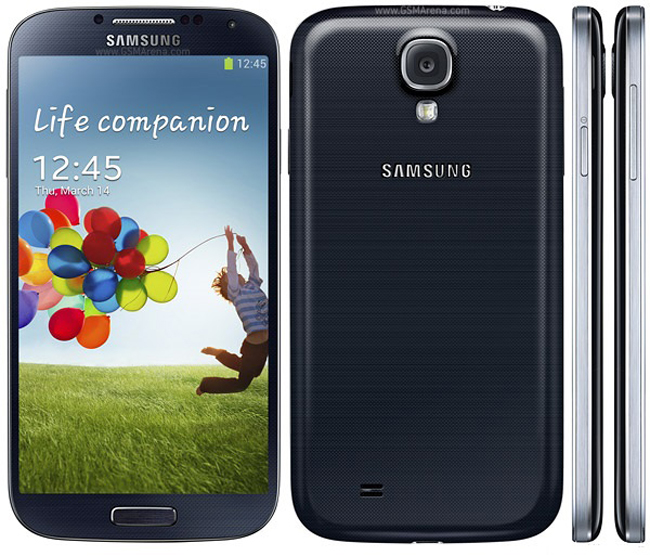 SAMSUNG
www.GSMArena.com
12:45
Life companion
12:45
Thu, March 14
www.GSMArena.com
SAMSUNG